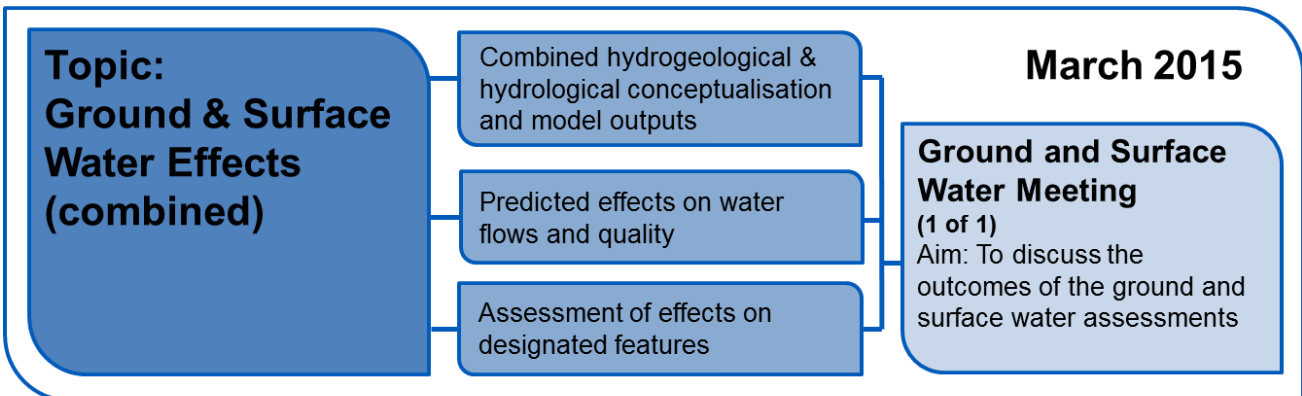 Topic:
Ground & Surface
Water Effects
(combined)
Combined hydrogeological &
hydrological conceptualisation
and model outputs
Predicted effects on water
flows and quality
Assessment of effects on
designated features
March 2015
Ground and Surface
Water Meeting
(1 of 1)
Aim: To discuss the
outcomes of the ground and
surface water assessments